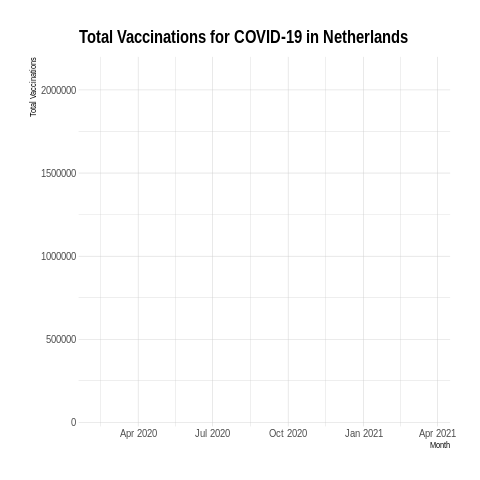 Total Vaccinations for COVID-19 in Netherlands
Total Vaccinations
2000000
1500000
1000000
500000
0
Apr 2020 Jul 2020 Oct 2020 Jan 2021 Apr 2021
Month